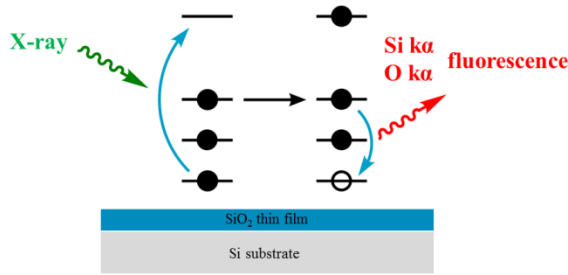 X-ray
Si kα
O kα
fluorescence
SiO₂ thin film
Si substrate